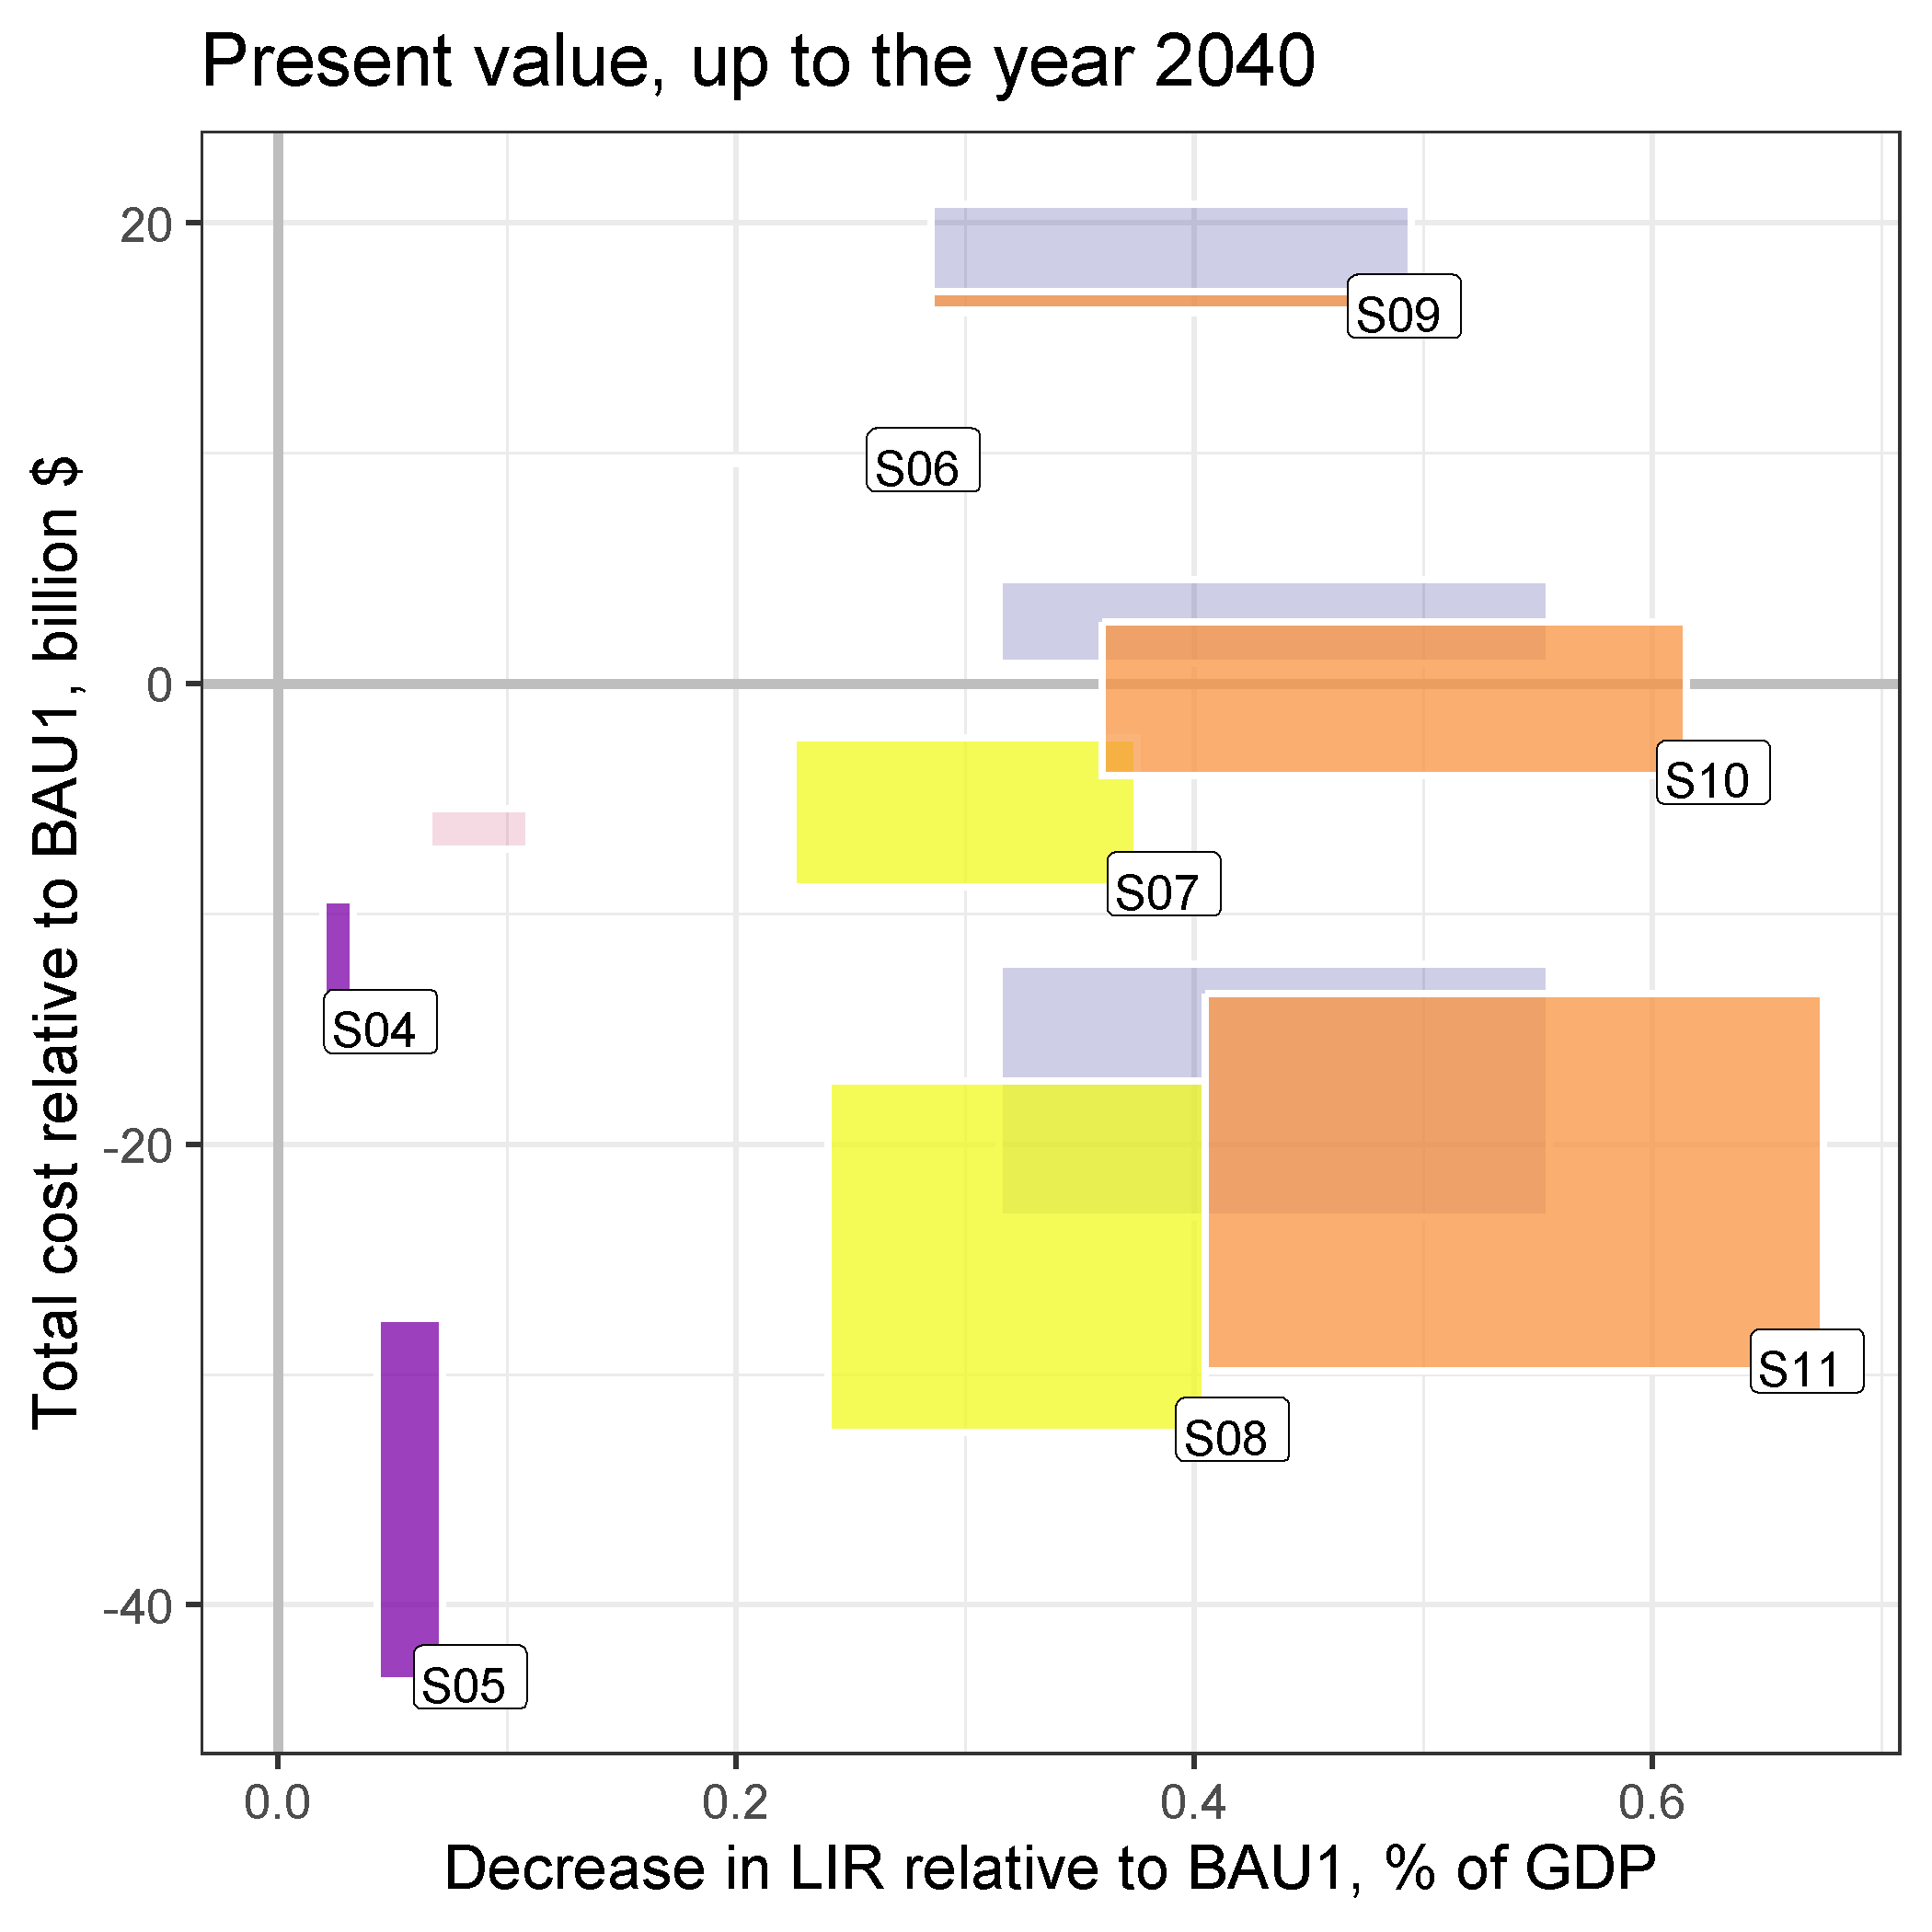 Present value, up to the year 2040
Total cost relative to BAU1, billion $
20
0
-20
-40
S09
S06
S10
S07
S04
S11
S08
S05
0.0
0.2
0.4
0.6
Decrease in LIR relative to BAU1, % of GDP